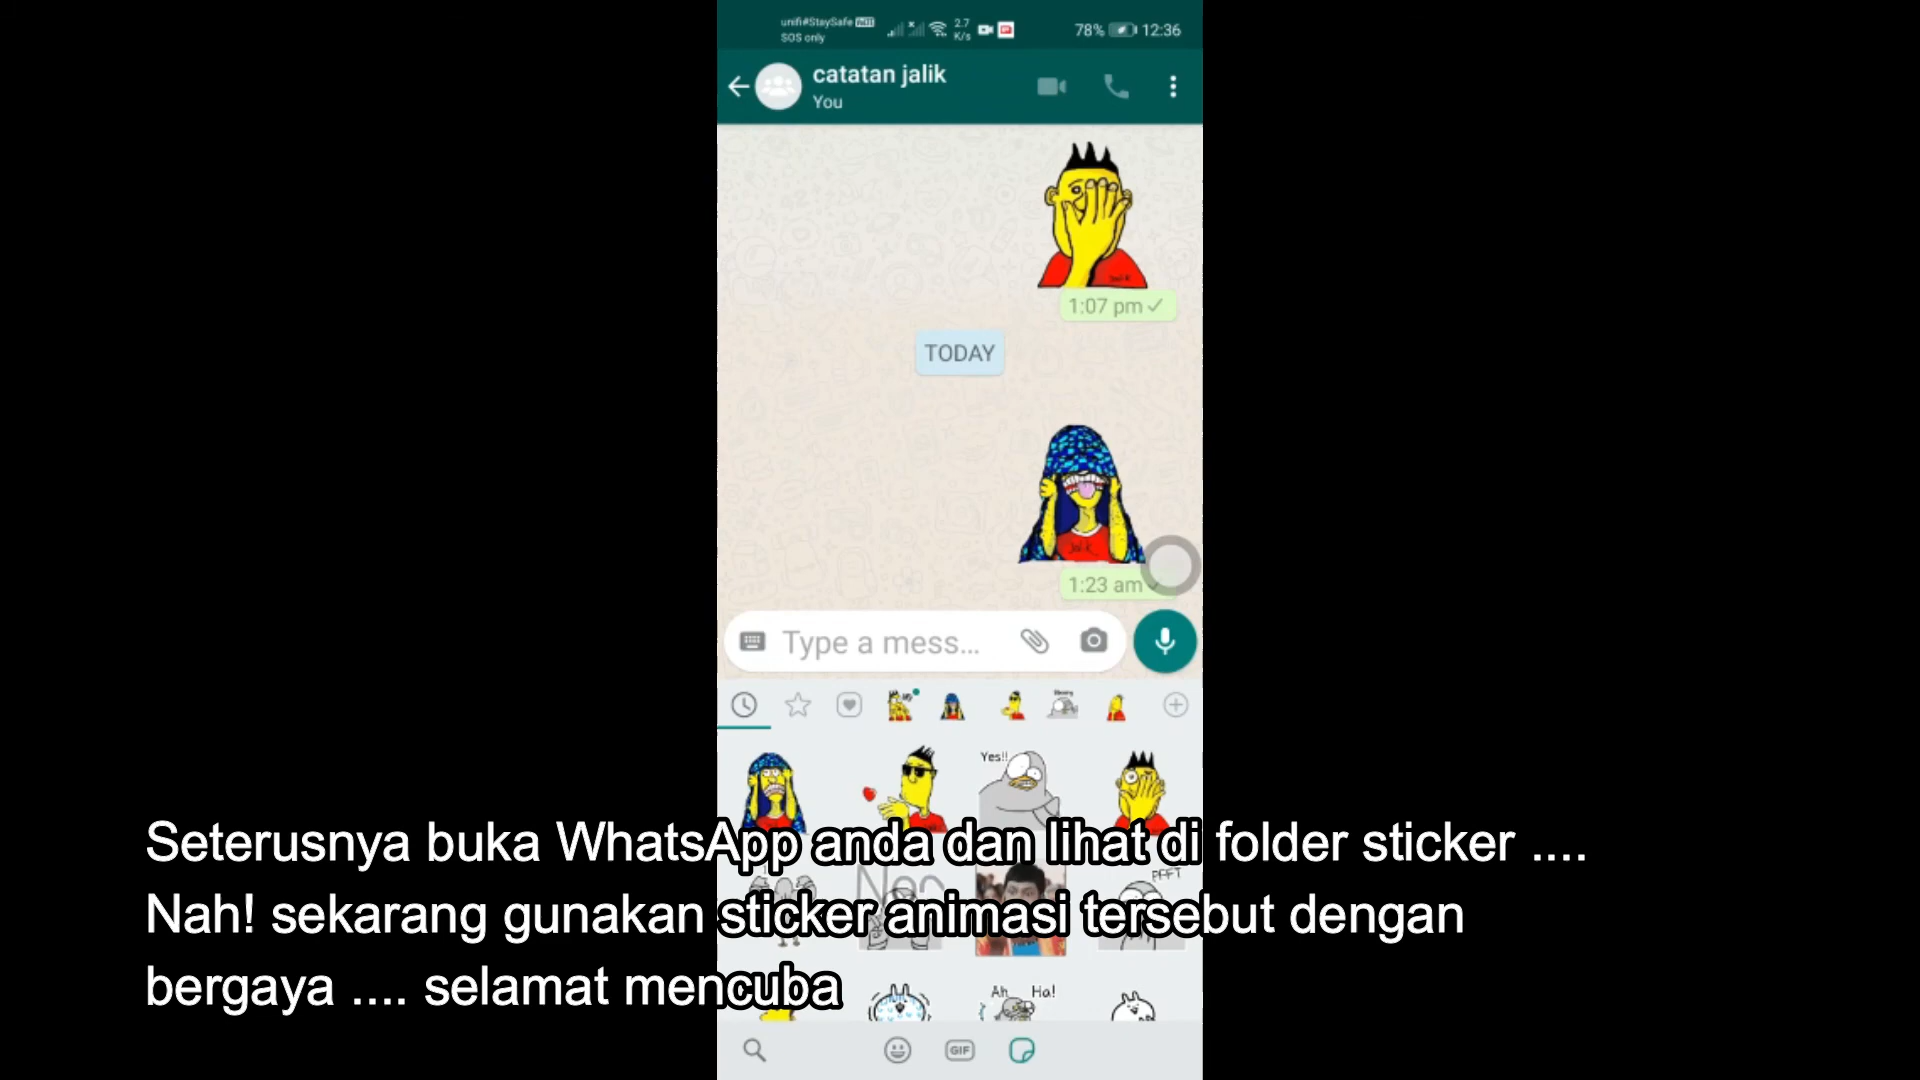 unifi#StaySafe
SOS only
2.7
K/s
78%
12:36
catatan jalik
You
1:07 pm
TODAY
1:23 am
Type a mess...
Yes!!
PFFT
Ah Ha!
Seterusnya buka WhatsApp anda dan lihat di folder sticker ....
Nah! sekarang gunakan sticker animasi tersebut dengan
bergaya .... selamat mencuba
GIF